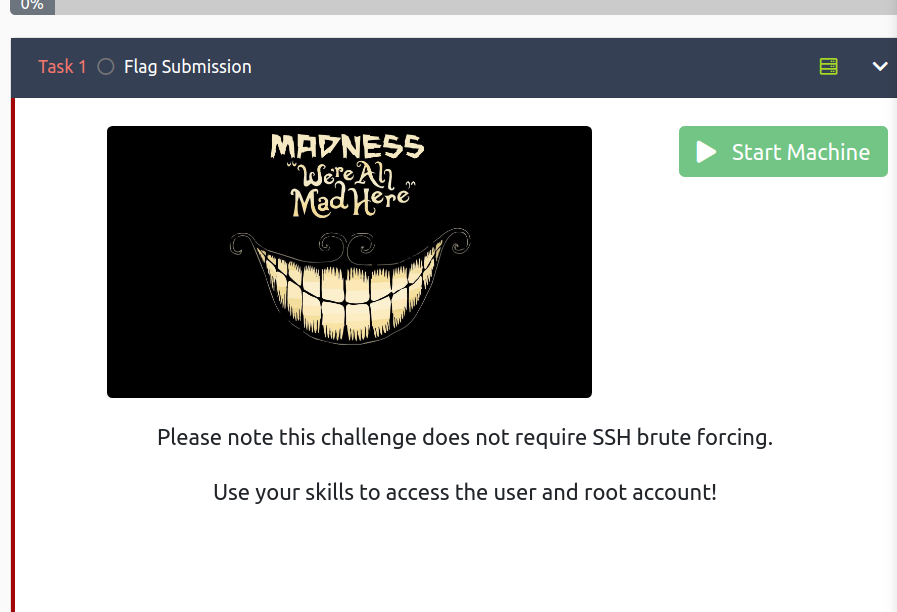 0%
Task 1 Flag Submission
MADNESS
"We're All
Mad Here"
Start Machine
Please note this challenge does not require SSH brute forcing.
Use your skills to access the user and root account!